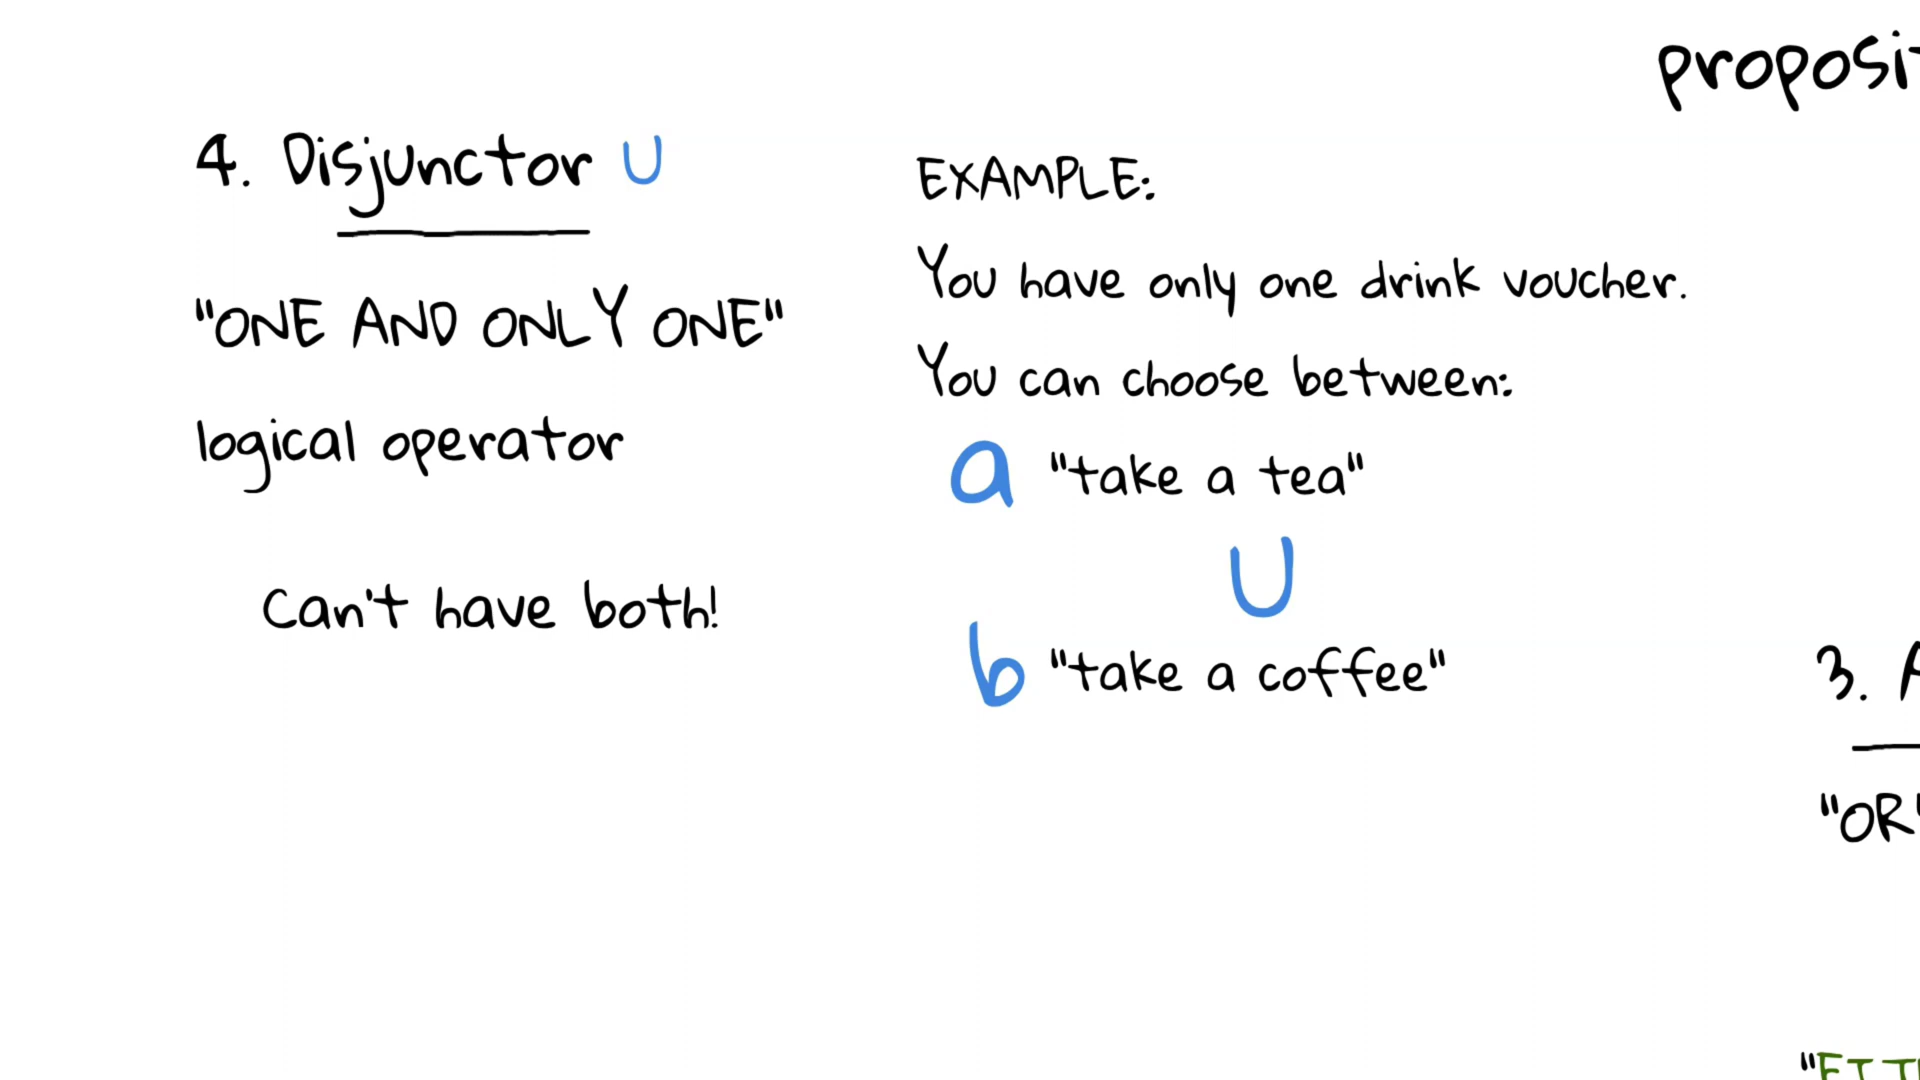 4. Disjunctor U
"ONE AND ONLY ONE"
logical operator
Can't have both!
EXAMPLE:
You have only one drink voucher.
You can choose between:
a "take a tea"
U
b "take a coffee"
3.
"OR"